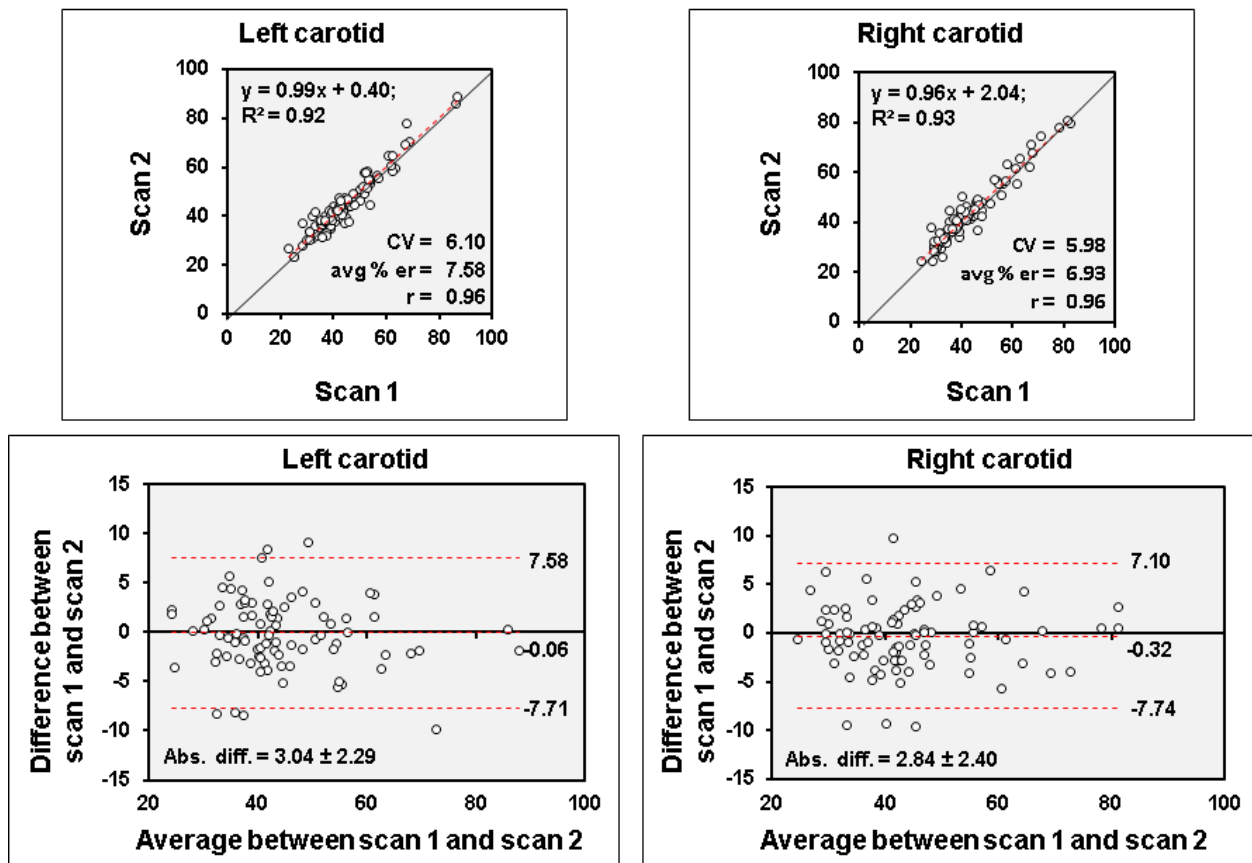 Left carotid
100
80
60
40
20
0
0 20 40 60 80 100
Scan 2
Scan 1
y = 0.99x + 0.40;
R² = 0.92
CV = 6.10
avg % er = 7.58
r = 0.96
Right carotid
100
80
60
40
20
0
0 20 40 60 80 100
Scan 2
Scan 1
y = 0.96x + 2.04;
R² = 0.93
CV = 5.98
avg % er = 6.93
r = 0.96
Left carotid
15
10
5
0
-5
-10
-15
20 40 60 80 100
Difference between
scan 1 and scan 2
Average between scan 1 and scan 2
7.58
-0.06
-7.71
Abs. diff. = 3.04 ± 2.29
Right carotid
15
10
5
0
-5
-10
-15
20 40 60 80 100
Difference between
scan 1 and scan 2
Average between scan 1 and scan 2
7.10
-0.32
-7.74
Abs. diff. = 2.84 ± 2.40